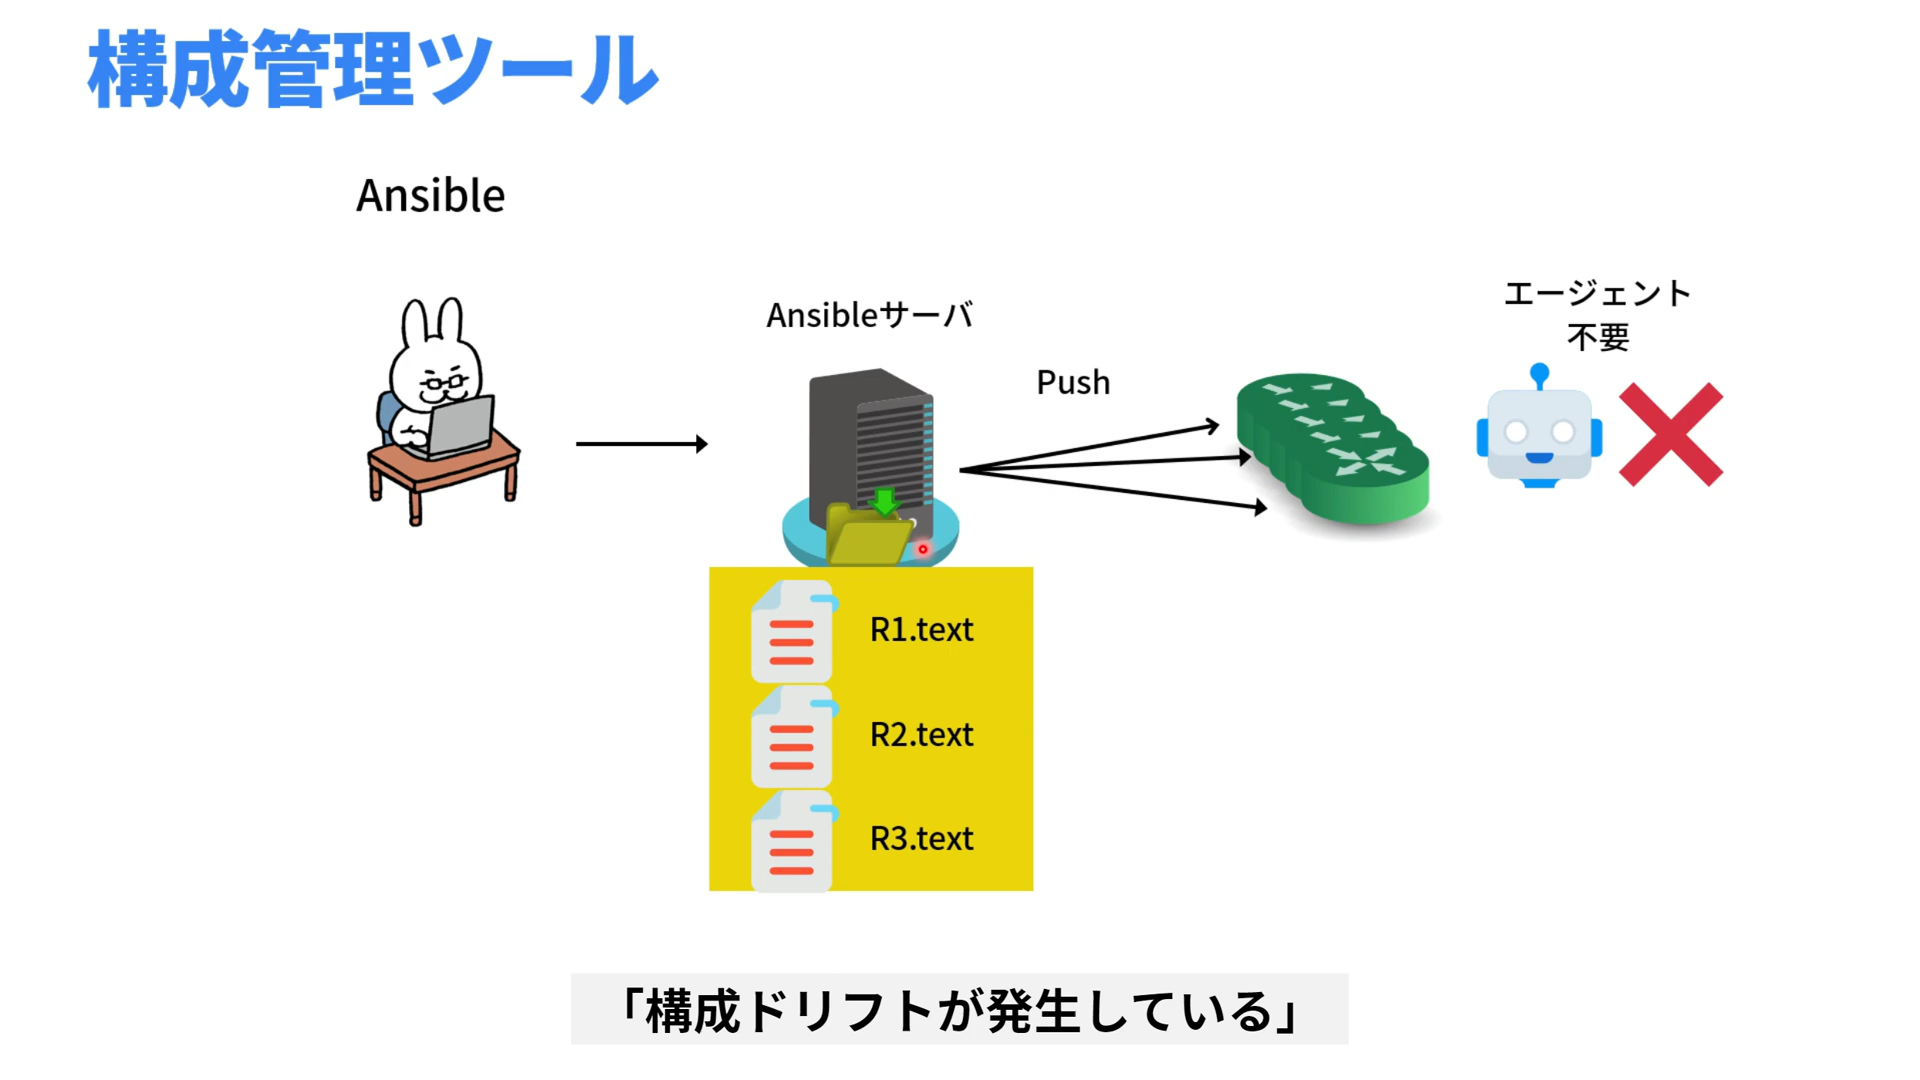 構成管理ツール
Ansible
Ansibleサーバ
Push
エージェント
不要
R1.text
R2.text
R3.text
「構成ドリフトが発生している」